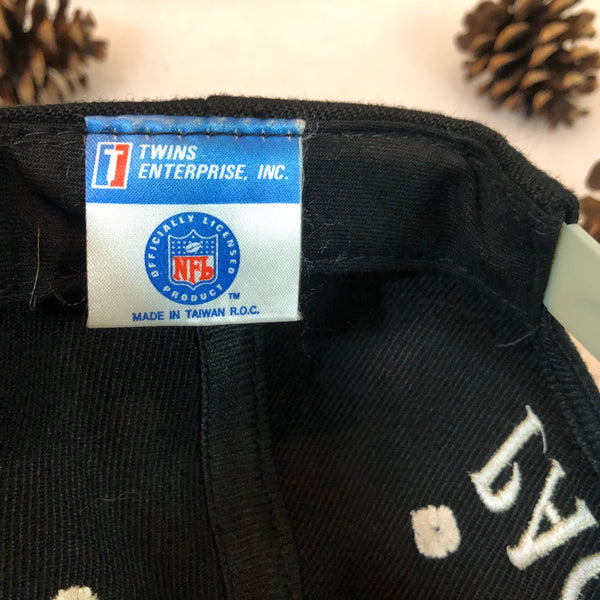 T TWINS
ENTERPRISE, INC.
OFFICIALLY LICENSED
NFL
PRODUCT
TM
MADE IN TAIWAN R.O.C.